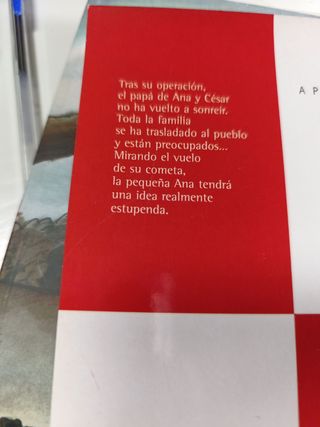 Tras su operación,
el papá de Ana y César
no ha vuelto a sonreír.
Toda la familia
se ha trasladado al pueblo
y están preocupados...
Mirando el vuelo
de su cometa,
la pequeña Ana tendrá
una idea realmente
estupenda.
A P